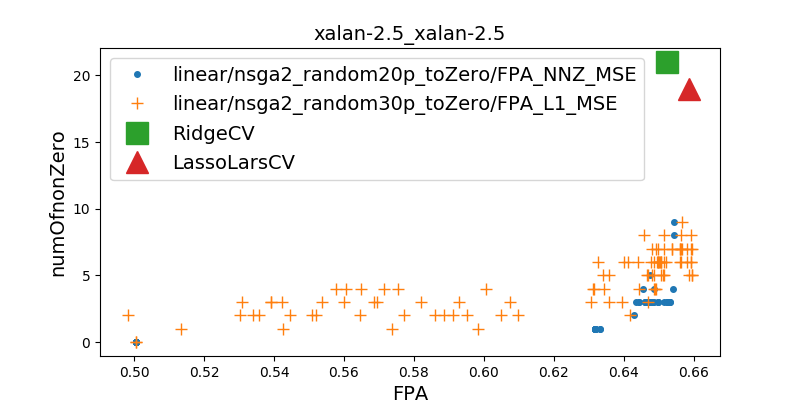 xalan-2.5_xalan-2.5
linear/nsga2_random20p_toZero/FPA_NNZ_MSE
linear/nsga2_random30p_toZero/FPA_L1_MSE
RidgeCV
LassoLarsCV
numOfnonZero
20
15
10
5
0
0.50 0.52 0.54 0.56 0.58 0.60 0.62 0.64 0.66
FPA